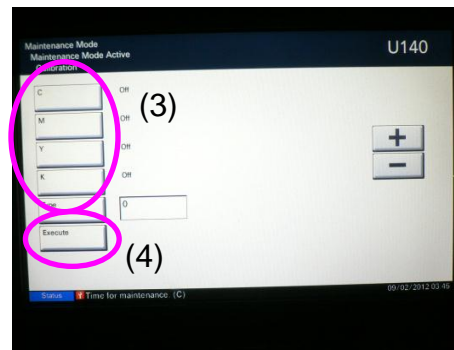 Maintenance Mode
Maintenance Mode Active
Calibration
U140
C Off
(3)
M Off
Y Off
K Off
+
−
Type 0
Execute
(4)
Status Time for maintenance. (C)
09/02/2012 03:45